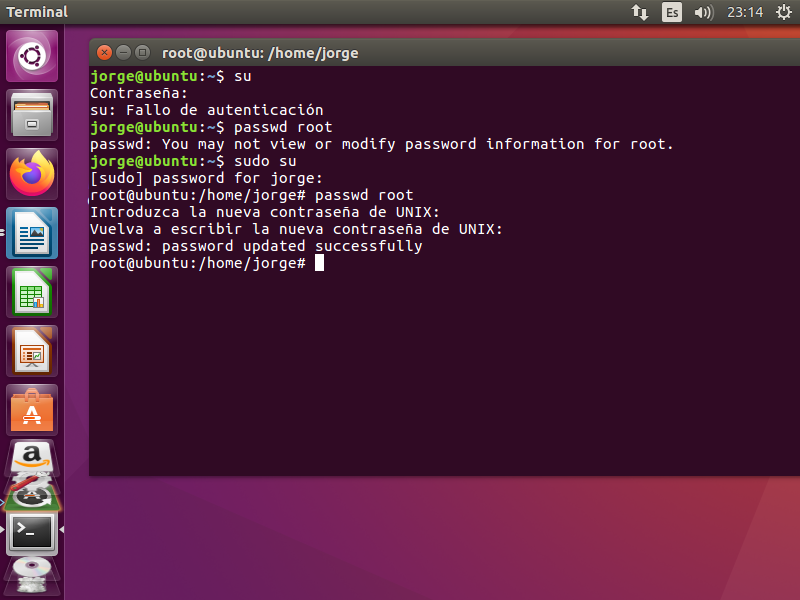 Terminal
Es
23:14
root@ubuntu: /home/jorge
jorge@ubuntu:~$ su
Contraseña:
su: Fallo de autenticación
jorge@ubuntu:~$ passwd root
passwd: You may not view or modify password information for root.
jorge@ubuntu:~$ sudo su
[sudo] password for jorge:
root@ubuntu:/home/jorge# passwd root
Introduzca la nueva contraseña de UNIX:
Vuelva a escribir la nueva contraseña de UNIX:
passwd: password updated successfully
root@ubuntu:/home/jorge#
A
a
>_